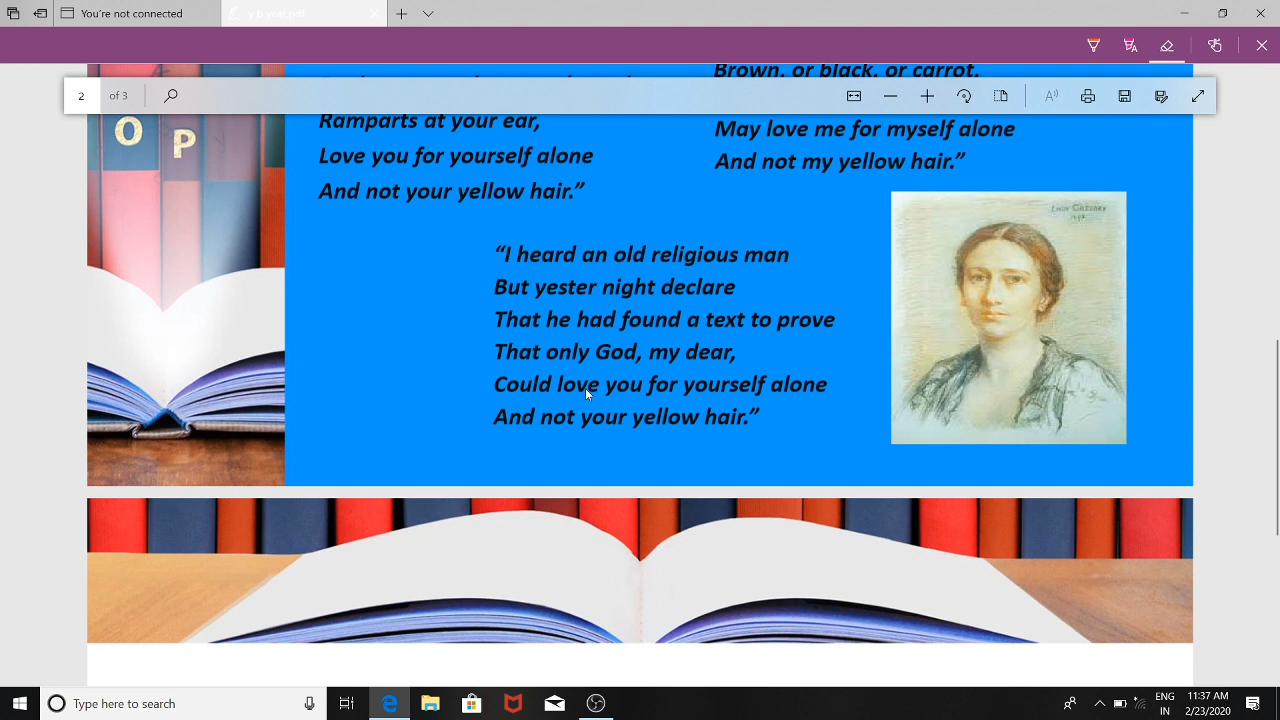 You're not connected
y b yeat.pdf
2 of 3
O
P
Ramparts at your ear,
Love you for yourself alone
And not your yellow hair.”
Brown, or black, or carrot,
May love me for myself alone
And not my yellow hair.”
“I heard an old religious man
But yester night declare
That he had found a text to prove
That only God, my dear,
Could love you for yourself alone
And not your yellow hair.”
Type here to search
ENG
IN
11:37 AM
2/23/2020